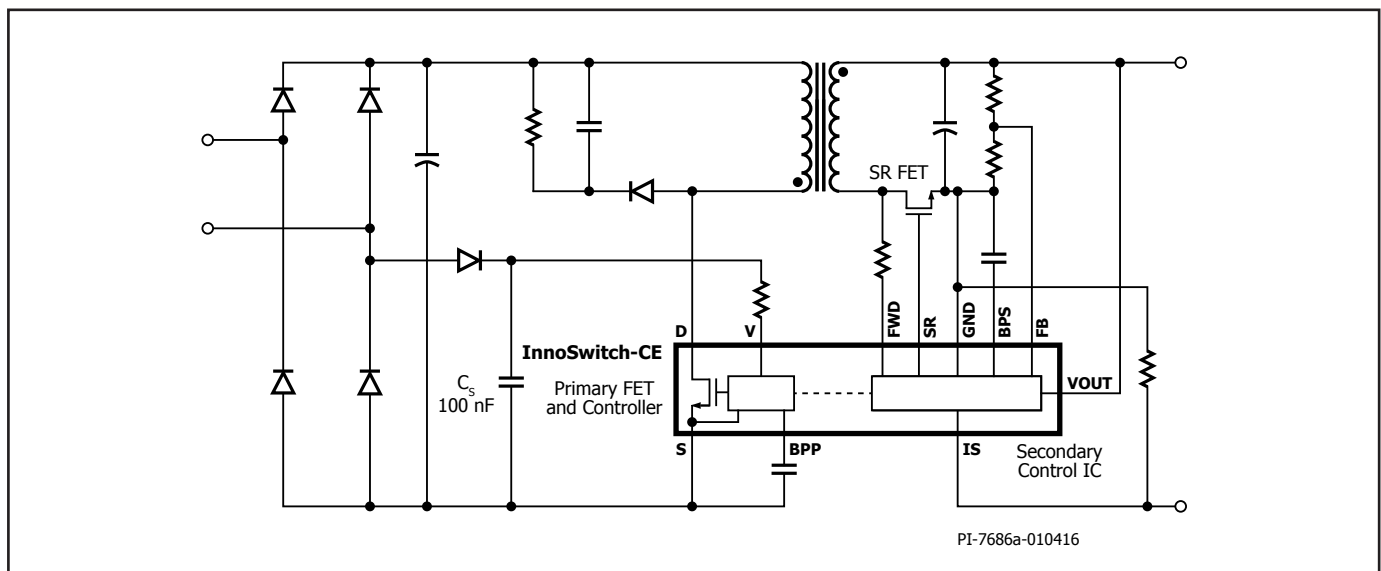 SR FET
D
V
FWD
SR
GND
BPS
FB
InnoSwitch-CE
Primary FET
and Controller
C_S
100 nF
VOUT
S
BPP
IS
Secondary
Control IC
PI-7686a-010416